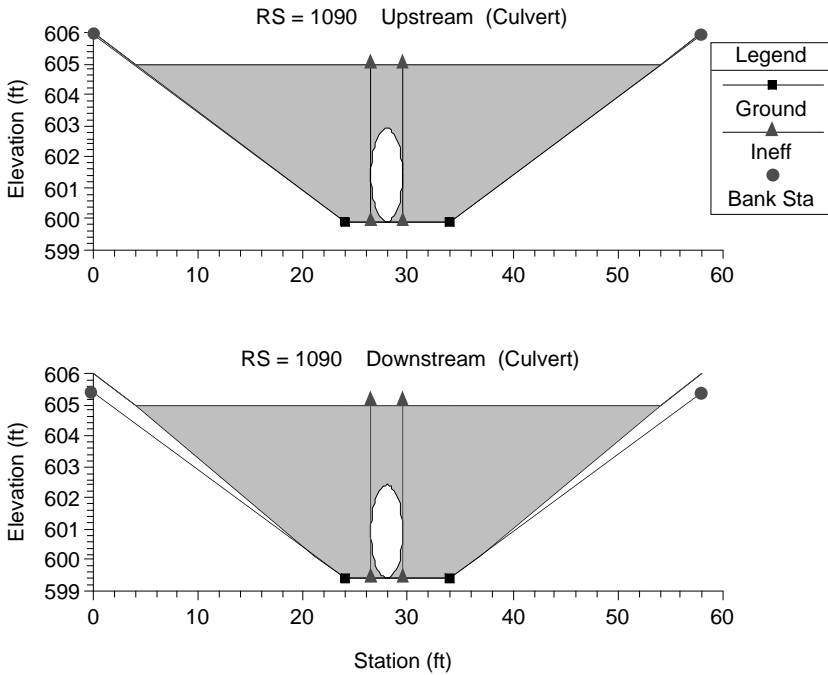 RS = 1090 Upstream (Culvert)
606
605
604
603
602
601
600
599
Elevation (ft)
0 10 20 30 40 50 60
Legend
Ground
Ineff
Bank Sta
RS = 1090 Downstream (Culvert)
606
605
604
603
602
601
600
599
Elevation (ft)
0 10 20 30 40 50 60
Station (ft)